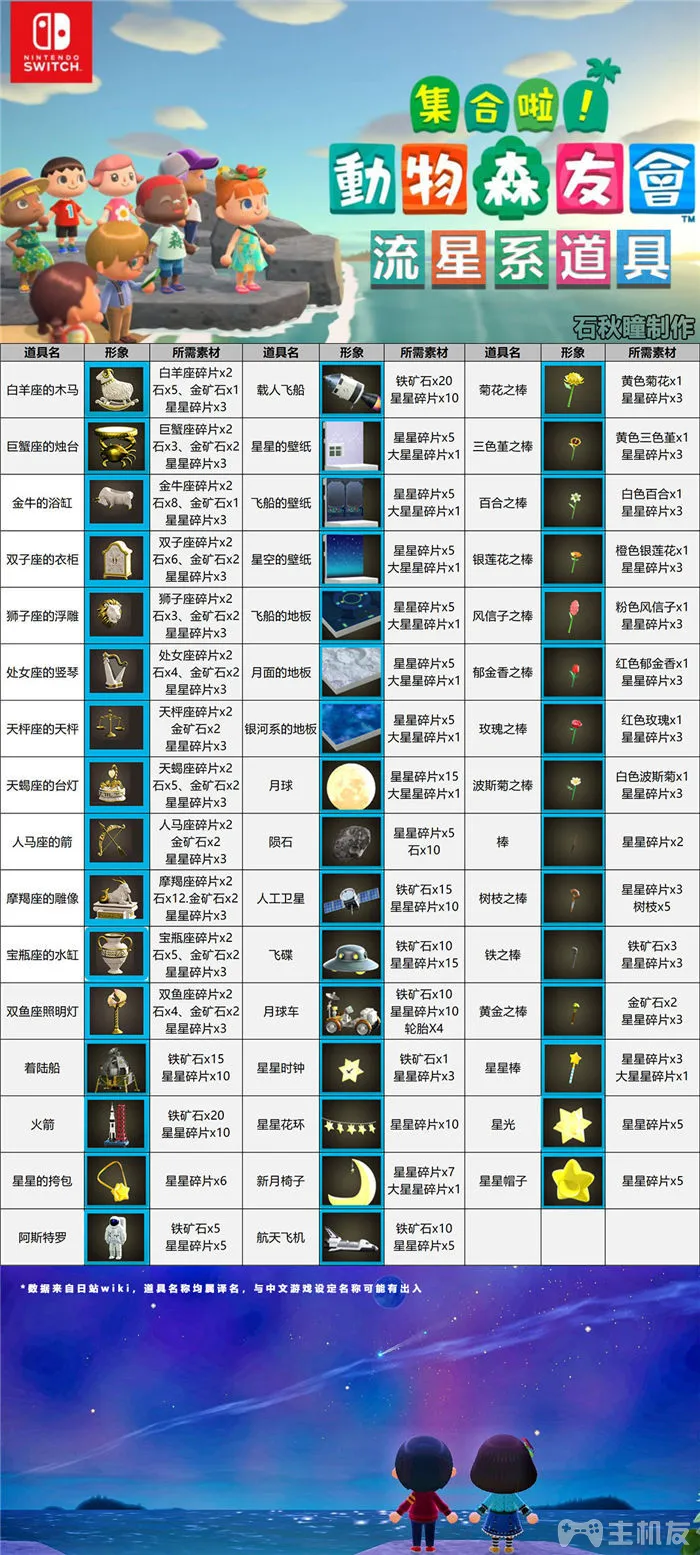 NINTENDO
SWITCH
集合啦！
動物森友會
TM
流星系道具
石秋瞳制作
道具名 形象 所需素材 道具名 形象 所需素材 道具名 形象 所需素材
白羊座的木马 白羊座碎片x2 石x5、金矿石x1 星星碎片x3 载人飞船 铁矿石x20 星星碎片x10 菊花之棒 黄色菊花x1 星星碎片x3
巨蟹座的烛台 巨蟹座碎片x2 石x3、金矿石x2 星星碎片x3 星星的壁纸 星星碎片x5 大星星碎片x1 三色堇之棒 黄色三色堇x1 星星碎片x3
金牛的浴缸 金牛座碎片x2 石x8、金矿石x1 星星碎片x3 飞船的壁纸 星星碎片x5 大星星碎片x1 百合之棒 白色百合x1 星星碎片x3
双子座的衣柜 双子座碎片x2 石x6、金矿石x2 星星碎片x3 星空的壁纸 星星碎片x5 大星星碎片x1 银莲花之棒 橙色银莲花x1 星星碎片x3
狮子座的浮雕 狮子座碎片x2 石x3、金矿石x2 星星碎片x3 飞船的地板 星星碎片x5 大星星碎片x1 风信子之棒 粉色风信子x1 星星碎片x3
处女座的竖琴 处女座碎片x2 石x4、金矿石x2 星星碎片x3 月面的地板 星星碎片x5 大星星碎片x1 郁金香之棒 红色郁金香x1 星星碎片x3
天枰座的天枰 天枰座碎片x2 金矿石x2 星星碎片x3 银河系的地板 星星碎片x5 大星星碎片x1 玫瑰之棒 红色玫瑰x1 星星碎片x3
天蝎座的台灯 天蝎座碎片x2 石x5、金矿石x2 星星碎片x3 月球 星星碎片x15 大星星碎片x1 波斯菊之棒 白色波斯菊x1 星星碎片x3
人马座的箭 人马座碎片x2 金矿石x2 星星碎片x3 陨石 星星碎片x5 石x10 棒 星星碎片x2
摩羯座的雕像 摩羯座碎片x2 石x12.金矿石x2 星星碎片x3 人工卫星 铁矿石x15 星星碎片x10 树枝之棒 星星碎片x3 树枝x5
宝瓶座的水缸 宝瓶座碎片x2 石x5、金矿石x2 星星碎片x3 飞碟 铁矿石x10 星星碎片x15 铁之棒 铁矿石x3 星星碎片x3
双鱼座照明灯 双鱼座碎片x2 石x4、金矿石x2 星星碎片x3 月球车 铁矿石x10 星星碎片x10 轮胎X4 黄金之棒 金矿石x2 星星碎片x3
着陆船 铁矿石x15 星星碎片x10 星星时钟 铁矿石x1 星星碎片x3 星星棒 星星碎片x3 大星星碎片x1
火箭 铁矿石x20 星星碎片x10 星星花环 星星碎片x10 星光 星星碎片x5
星星的挎包 星星碎片x6 新月椅子 星星碎片x7 大星星碎片x1 星星帽子 星星碎片x5
阿斯特罗 铁矿石x5 星星碎片x5 航天飞机 铁矿石x10 星星碎片x5
*数据来自日站wiki，道具名称均属译名，与中文游戏设定名称可能有出入
主机友